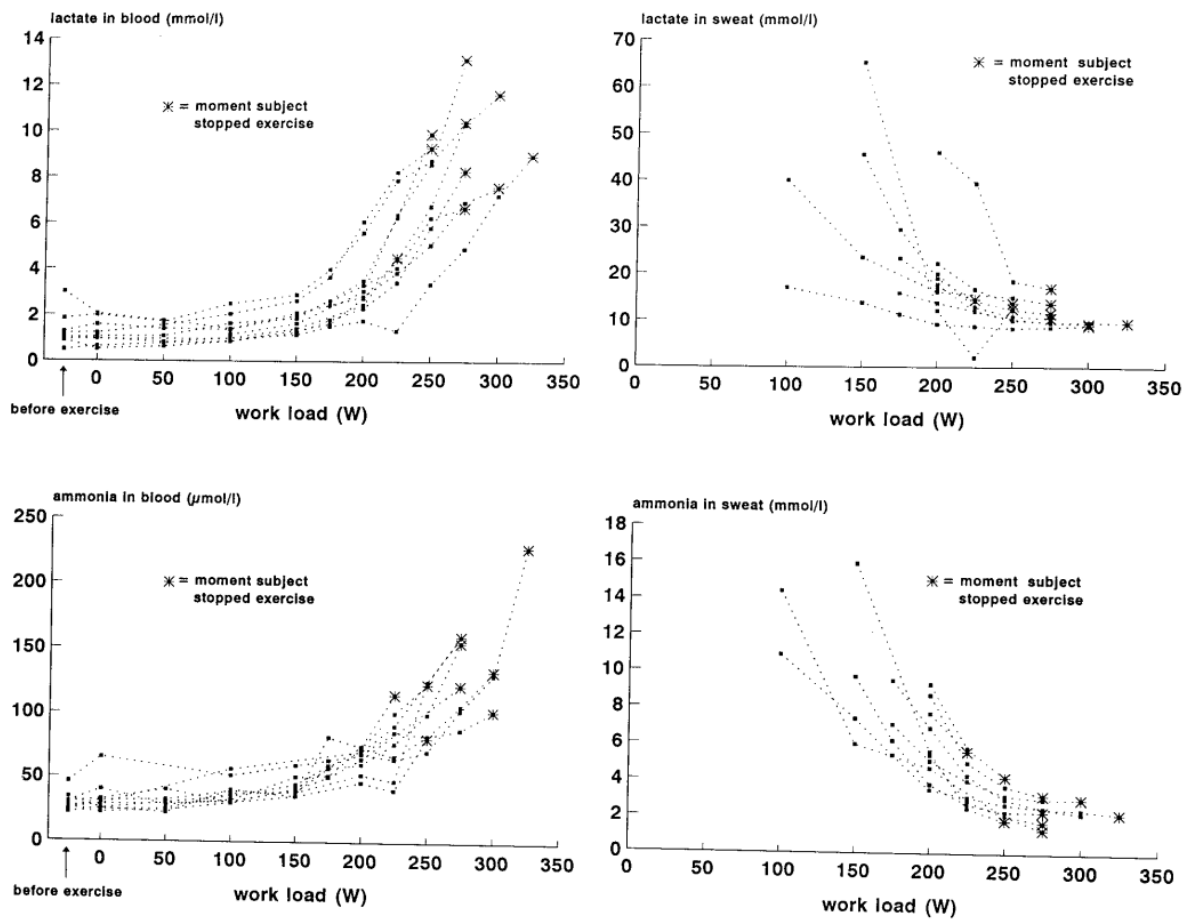 lactate in blood (mmol/l)
14
12
10
8
6
4
2
0
✳ = moment subject
stopped exercise
0 50 100 150 200 250 300 350
before exercise
work load (W)
lactate in sweat (mmol/l)
70
60
50
40
30
20
10
0
✳ = moment subject
stopped exercise
0 50 100 150 200 250 300 350
work load (W)
ammonia in blood (µmol/l)
250
200
150
100
50
0
✳ = moment subject
stopped exercise
0 50 100 150 200 250 300 350
before exercise
work load (W)
ammonia in sweat (mmol/l)
18
16
14
12
10
8
6
4
2
0
✳ = moment subject
stopped exercise
0 50 100 150 200 250 300 350
work load (W)